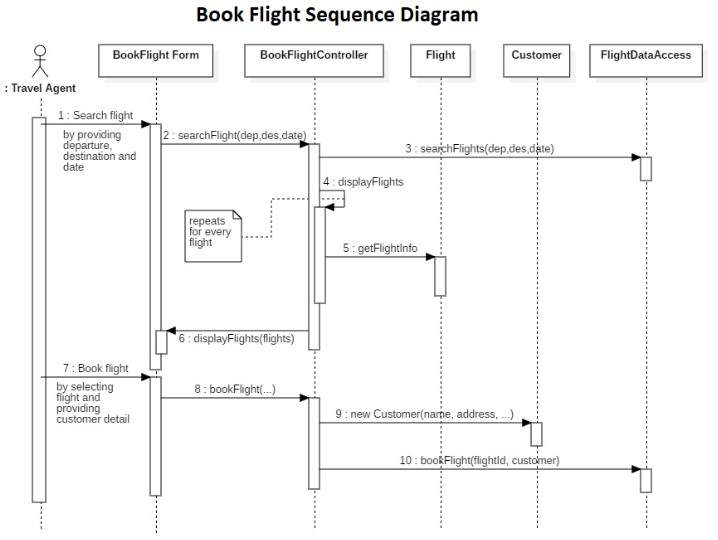 Book Flight Sequence Diagram
BookFlight Form
BookFlightController
Flight
Customer
FlightDataAccess
: Travel Agent
1 : Search flight
by providing
departure,
destination and
date
2 : searchFlight(dep,des,date)
3 : searchFlights(dep,des,date)
4 : displayFlights
repeats
for every
flight
5 : getFlightInfo
6 : displayFlights(flights)
7 : Book flight
by selecting
flight and
providing
customer detail
8 : bookFlight(...)
9 : new Customer(name, address, ...)
10 : bookFlight(flightId, customer)